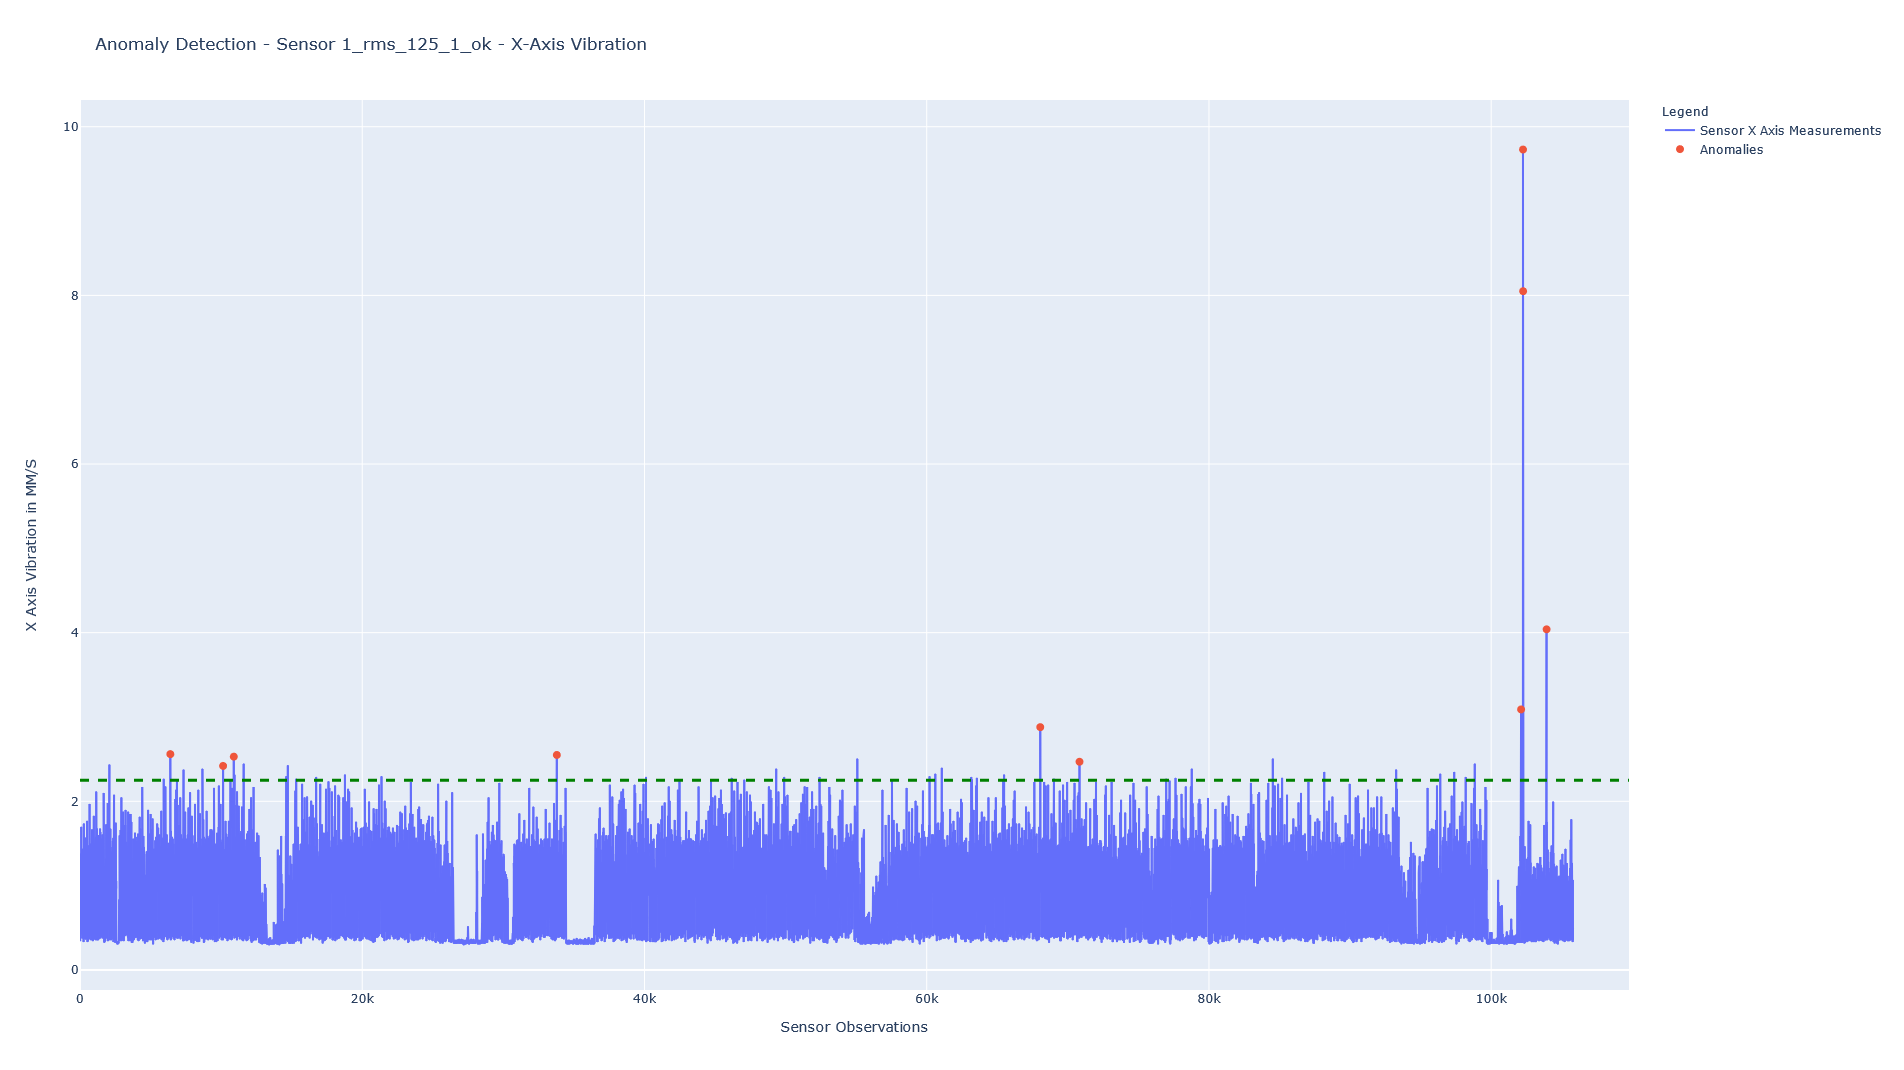 Anomaly Detection - Sensor 1_rms_125_1_ok - X-Axis Vibration
Legend
Sensor X Axis Measurements
Anomalies
X Axis Vibration in MM/S
10
8
6
4
2
0
0 20k 40k 60k 80k 100k
Sensor Observations